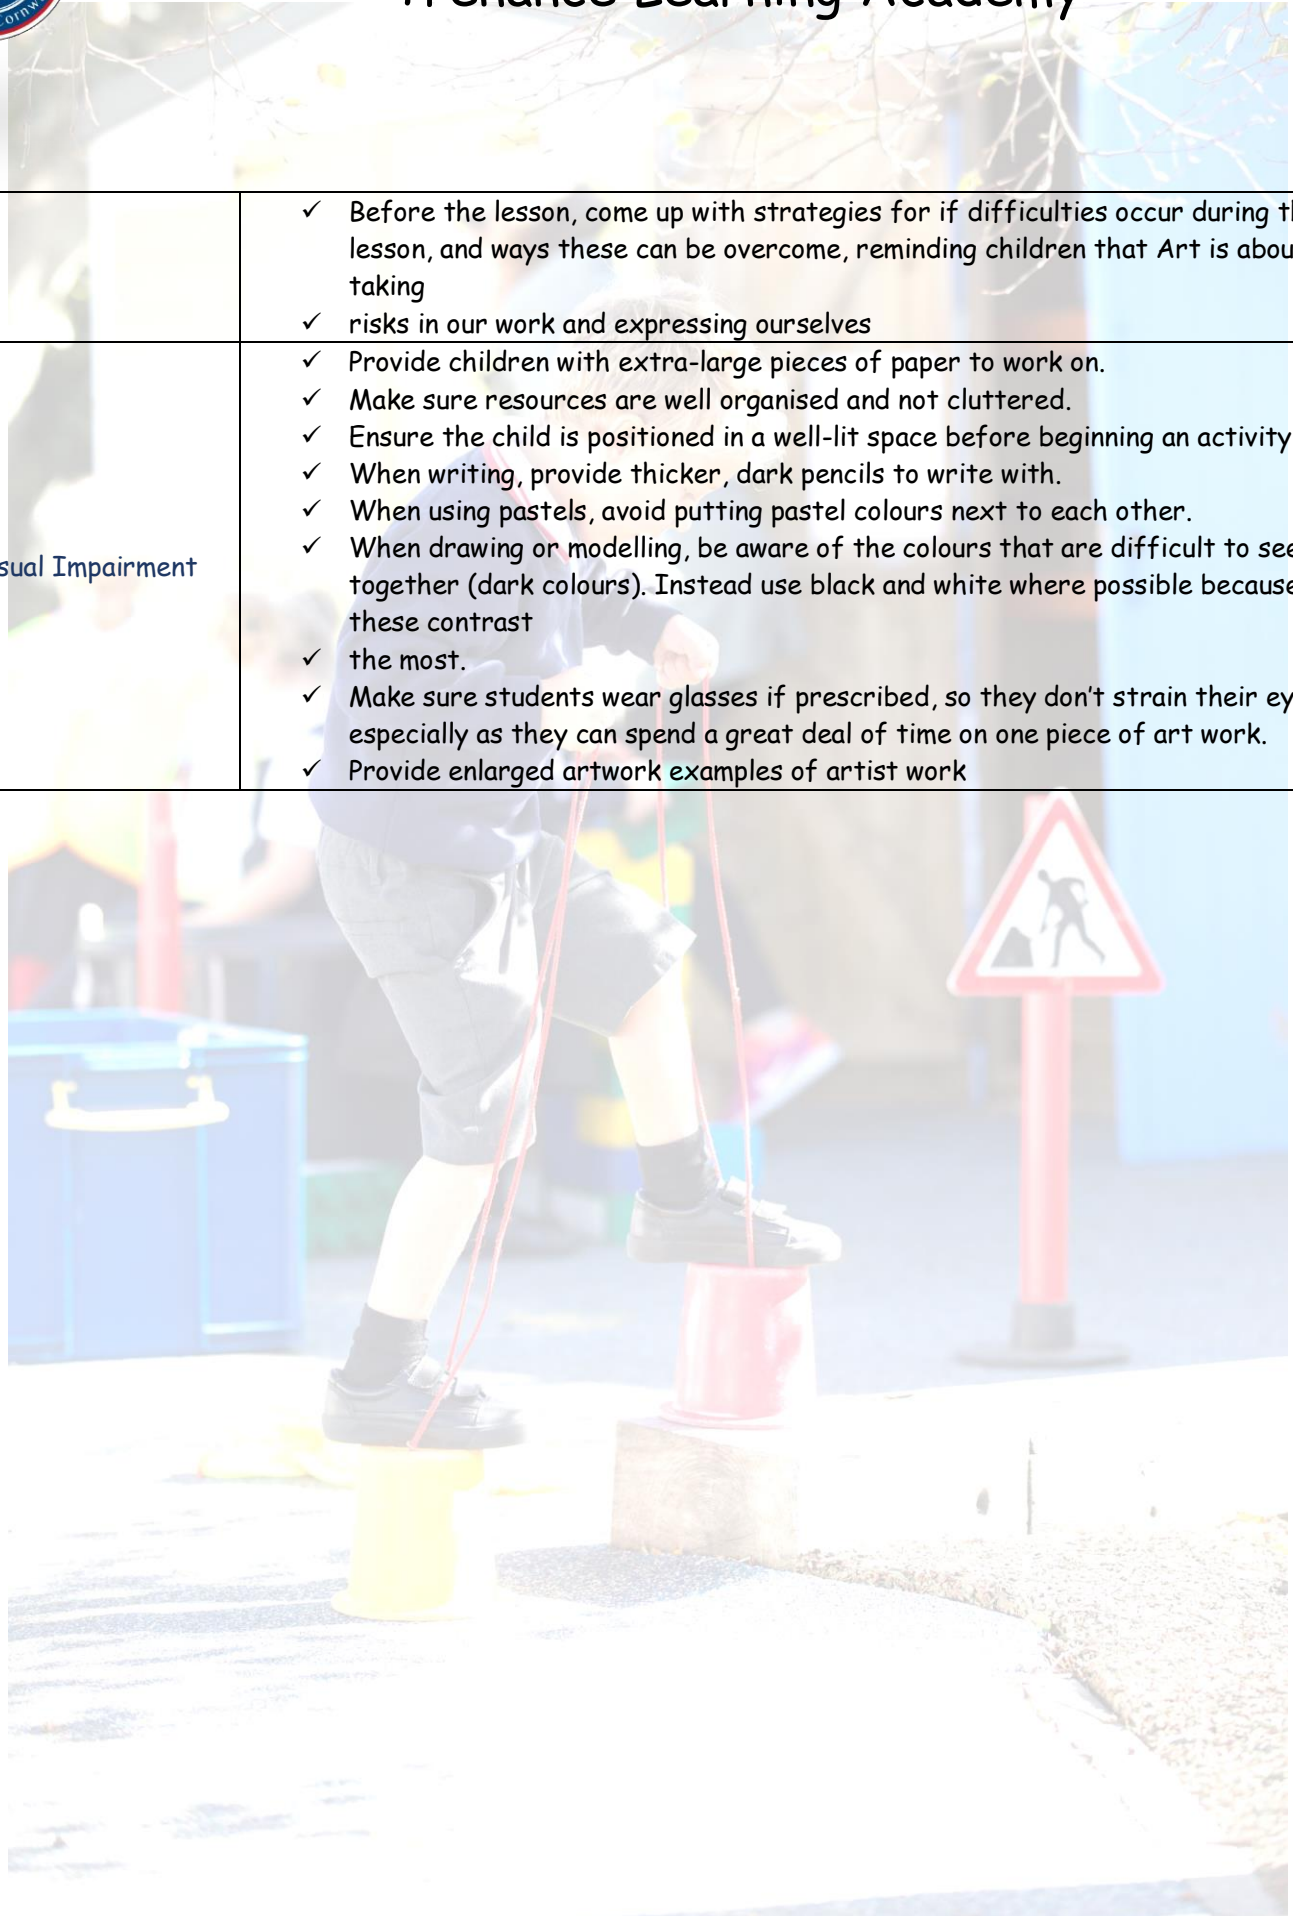 Learning Academy
Before the lesson, come up with strategies for if difficulties occur during
lesson, and ways these can be overcome, reminding children that Art is
taking
✓ risks in our work and expressing ourselves
✓ Provide children with extra-large pieces of paper to work on.
✓ Make sure resources are well organised and not cluttered.
✓ Ensure the child is positioned in a well-lit space before beginning an activity
✓ When writing, provide thicker, dark pencils to write with.
✓ When using pastels, avoid putting pastel colours next to each other.
✓ When drawing or modelling, be aware of the colours that are difficult to see
Impairment
together (dark colours). Instead use black and white where possible because
these contrast
✓ the most.
✓ Make sure students wear glasses if prescribed, so they don't strain their
especially as they can spend a great deal of time on one piece of art work.
✓ Provide enlarged artwork examples of artist work